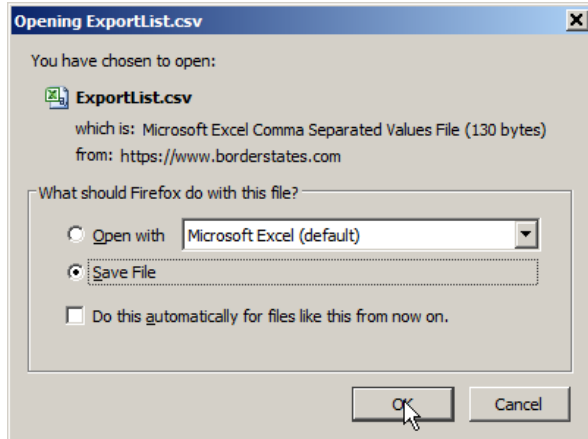 Opening ExportList.csv
You have chosen to open:
ExportList.csv
which is: Microsoft Excel Comma Separated Values File (130 bytes)
from: https://www.borderstates.com
What should Firefox do with this file?
Open with Microsoft Excel (default)
Save File
Do this automatically for files like this from now on.
OK Cancel